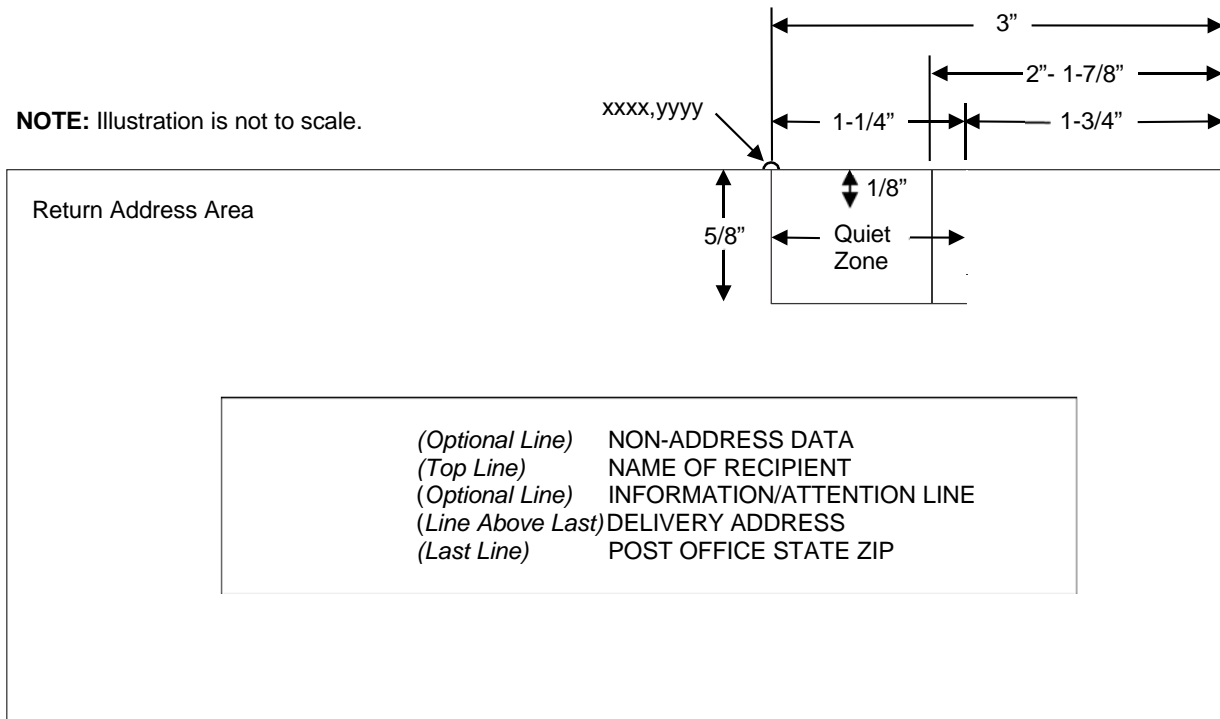 3”
2”- 1-7/8”
NOTE: Illustration is not to scale.
xxxx,yyyy
1-1/4”
1-3/4”
Return Address Area
1/8”
5/8”
Quiet
Zone
(Optional Line) NON-ADDRESS DATA
(Top Line) NAME OF RECIPIENT
(Optional Line) INFORMATION/ATTENTION LINE
(Line Above Last) DELIVERY ADDRESS
(Last Line) POST OFFICE STATE ZIP